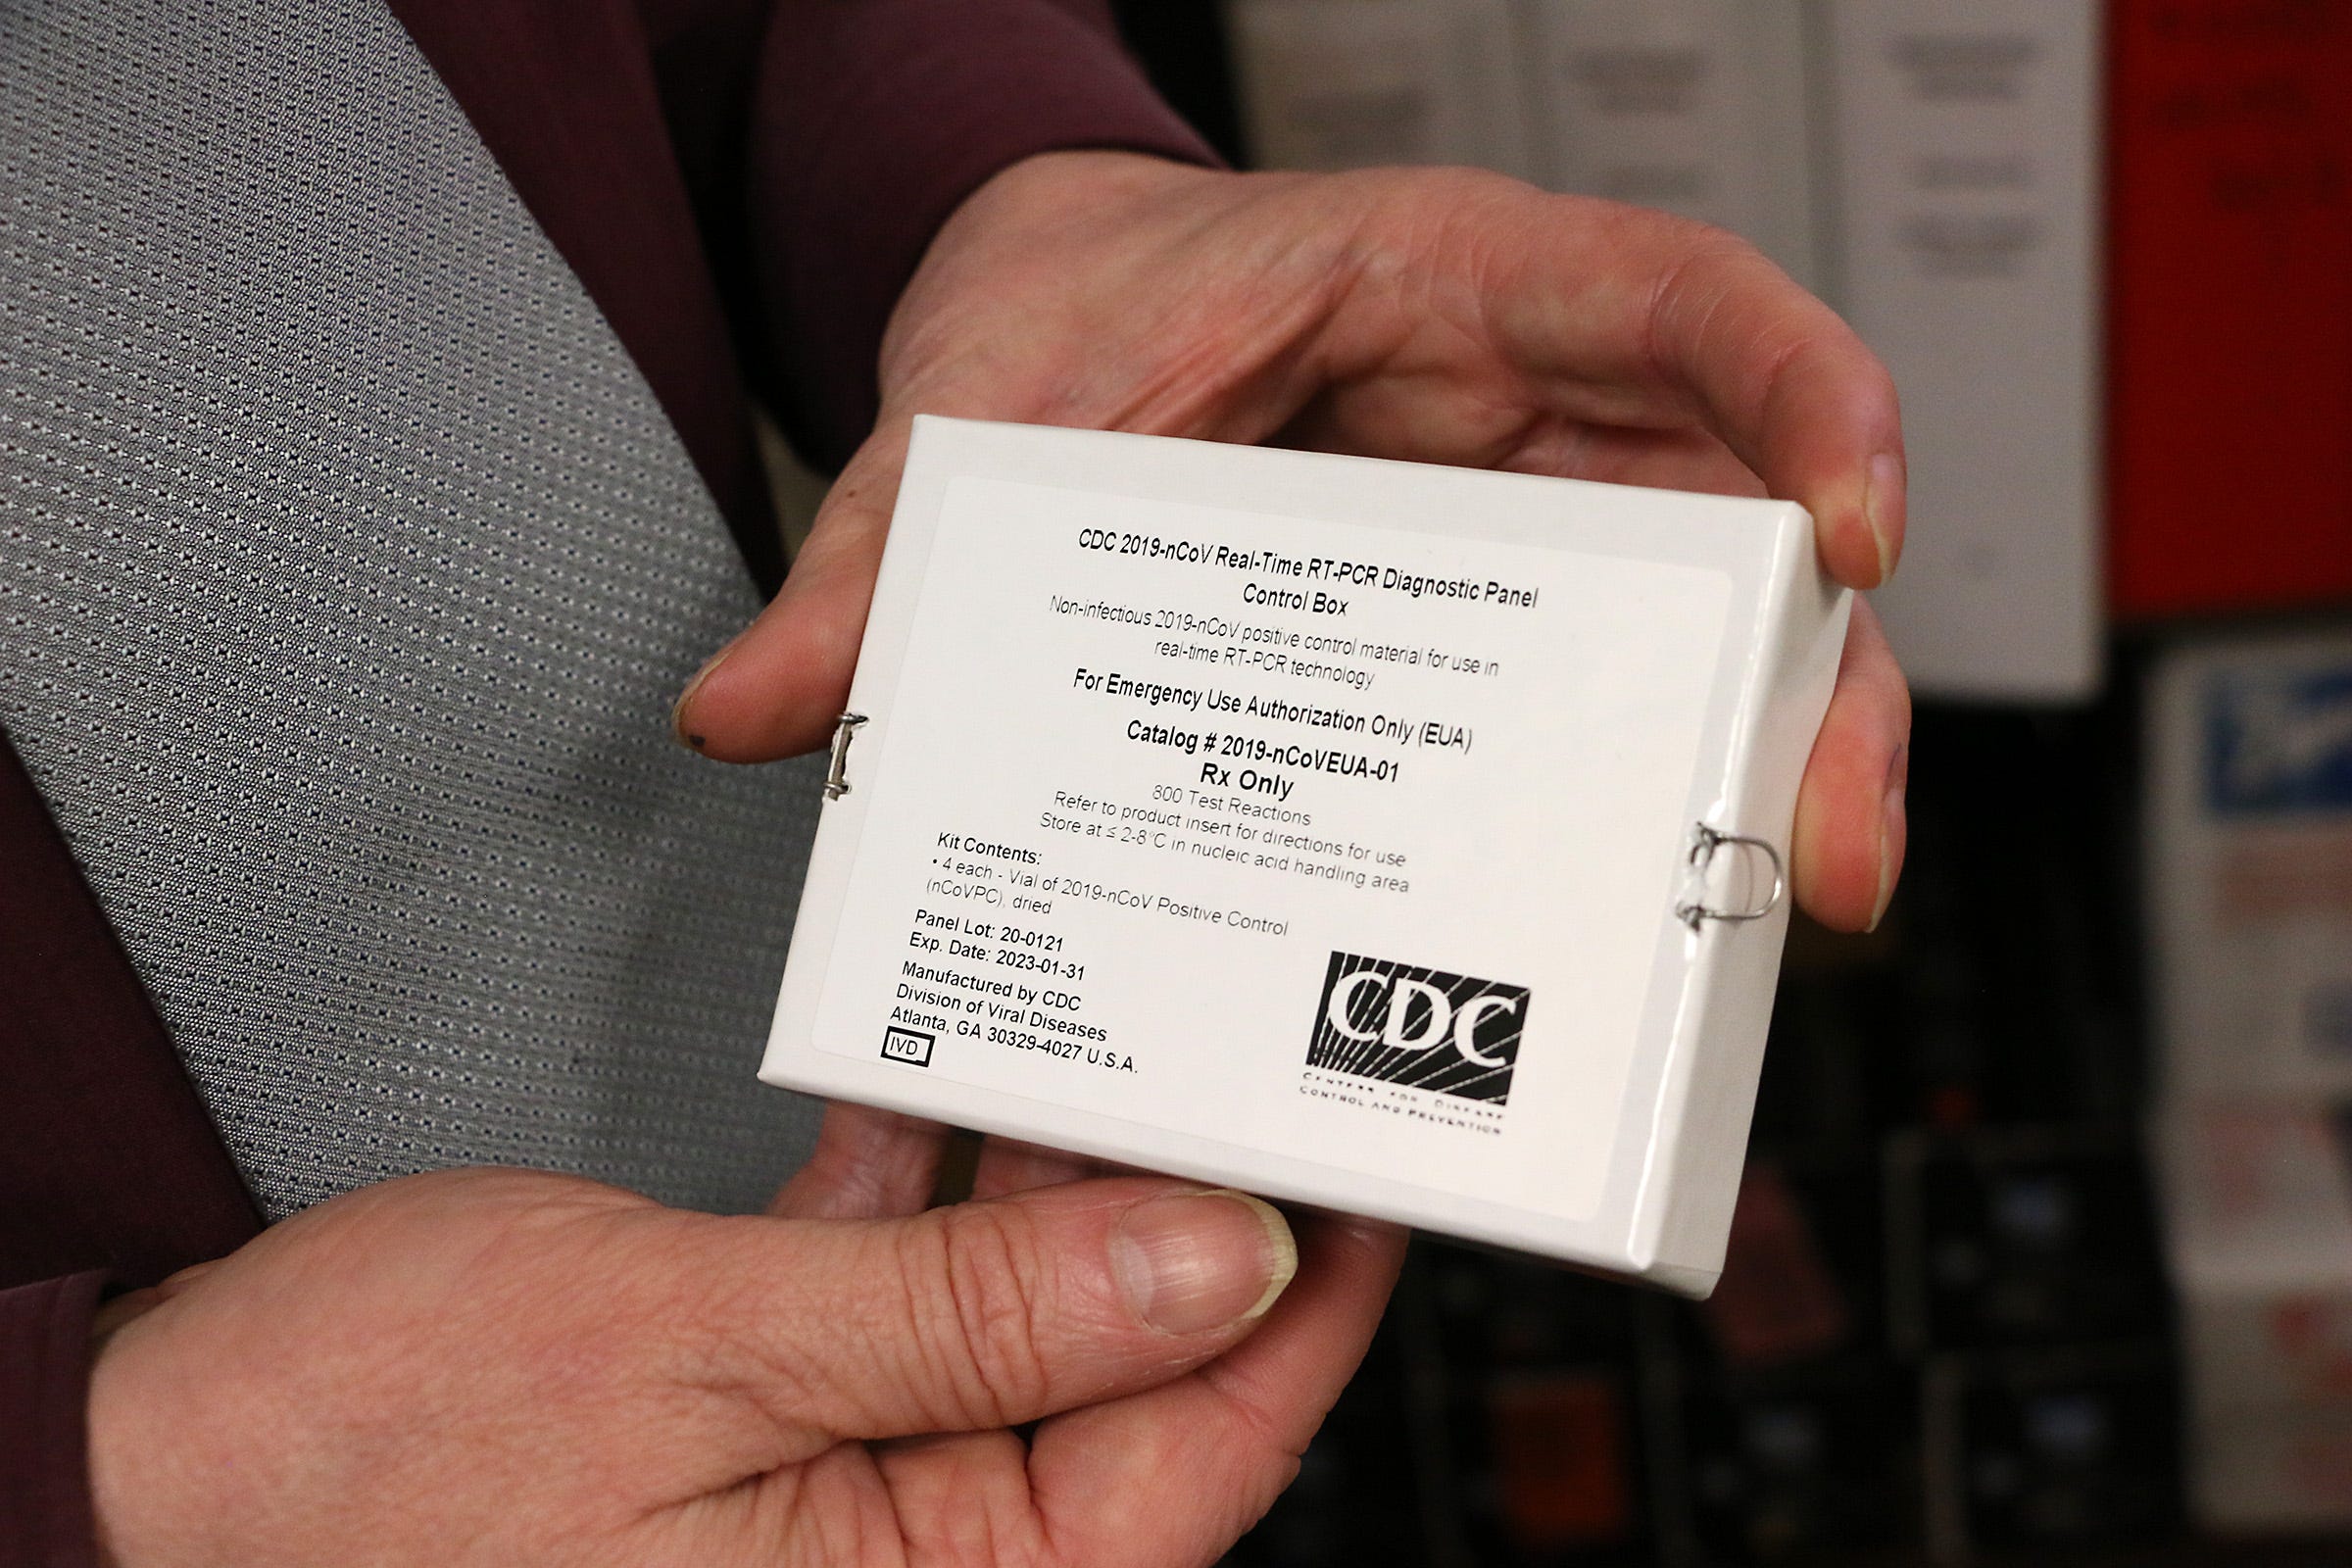 CDC 2019-nCoV Real-Time RT-PCR Diagnostic Panel
Control Box
Non-infectious 2019-nCoV positive control material for use in
real-time RT-PCR technology
For Emergency Use Authorization Only (EUA)
Catalog # 2019-nCoVEUA-01
Rx Only
800 Test Reactions
Refer to product insert for directions for use
Store at ≤ 2-8°C in nucleic acid handling area
Kit Contents:
• 4 each - Vial of 2019-nCoV Positive Control
(nCoVPC), dried
Panel Lot: 20-0121
Exp. Date: 2023-01-31
Manufactured by CDC
Division of Viral Diseases
Atlanta, GA 30329-4027 U.S.A.
IVD
CDC
CENTERS FOR DISEASE
CONTROL AND PREVENTION